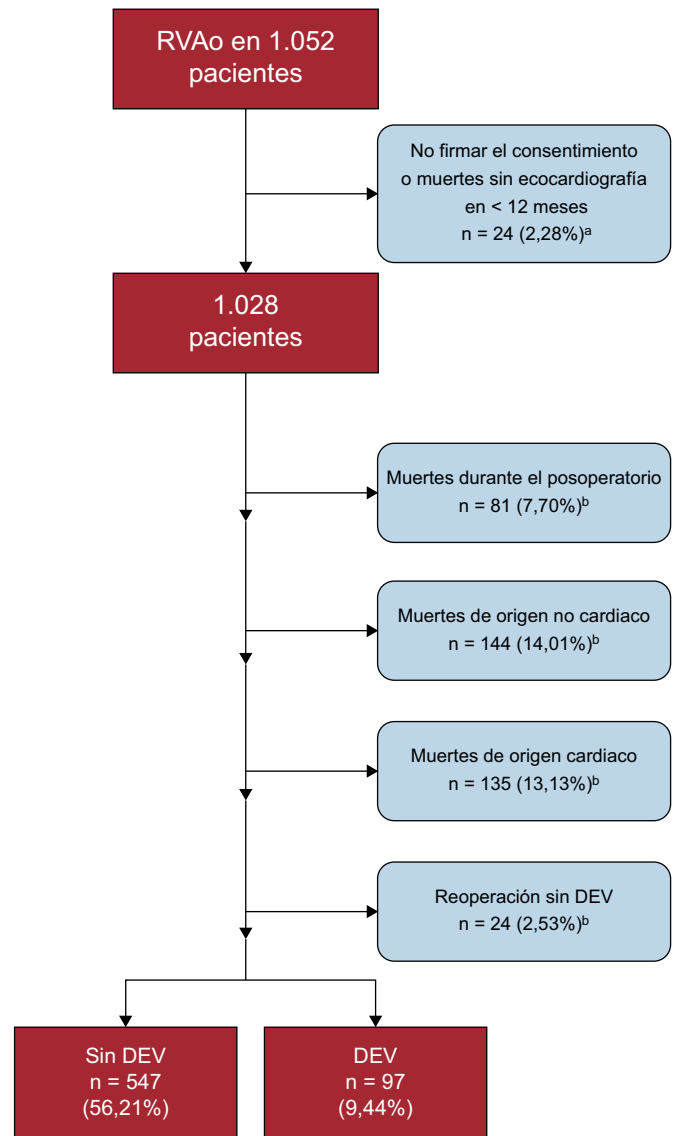 RVAo en 1.052
pacientes
No firmar el consentimiento
o muertes sin ecocardiografía
en < 12 meses
n = 24 (2,28%)ᵃ
1.028
pacientes
Muertes durante el posoperatorio
n = 81 (7,70%)ᵇ
Muertes de origen no cardiaco
n = 144 (14,01%)ᵇ
Muertes de origen cardiaco
n = 135 (13,13%)ᵇ
Reoperación sin DEV
n = 24 (2,53%)ᵇ
Sin DEV
n = 547
(56,21%)
DEV
n = 97
(9,44%)